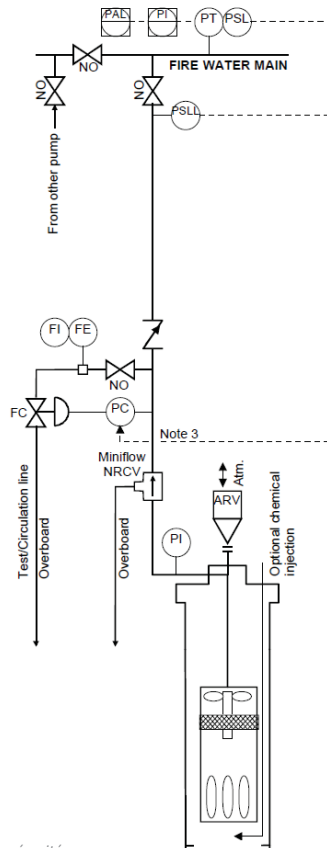 PAL
PI
PT
PSL
NO
FIRE WATER MAIN
NO
NO
PSLL
From other pump
FI
FE
NO
FC
PC
Note 3
Miniflow
NRCV
Atm.
ARV
PI
Test/Circulation line
Overboard
Overboard
Optional chemical
injection